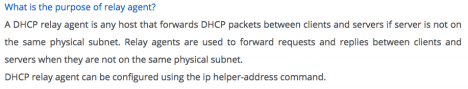 What is the purpose of relay agent?
A DHCP relay agent is any host that forwards DHCP packets between clients and servers if server is not on
the same physical subnet. Relay agents are used to forward requests and replies between clients and
servers when they are not on the same physical subnet.
DHCP relay agent can be configured using the ip helper-address command.